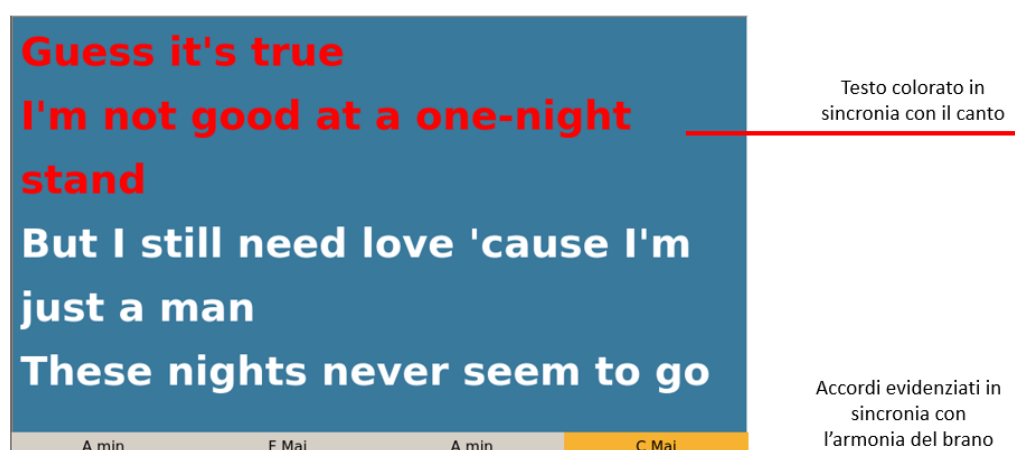 Guess it's true
I'm not good at a one-night
stand
But I still need love 'cause I'm
just a man
These nights never seem to go
A min
F Maj
A min
C Maj
Testo colorato in
sincronia con il canto
Accordi evidenziati in
sincronia con
l'armonia del brano